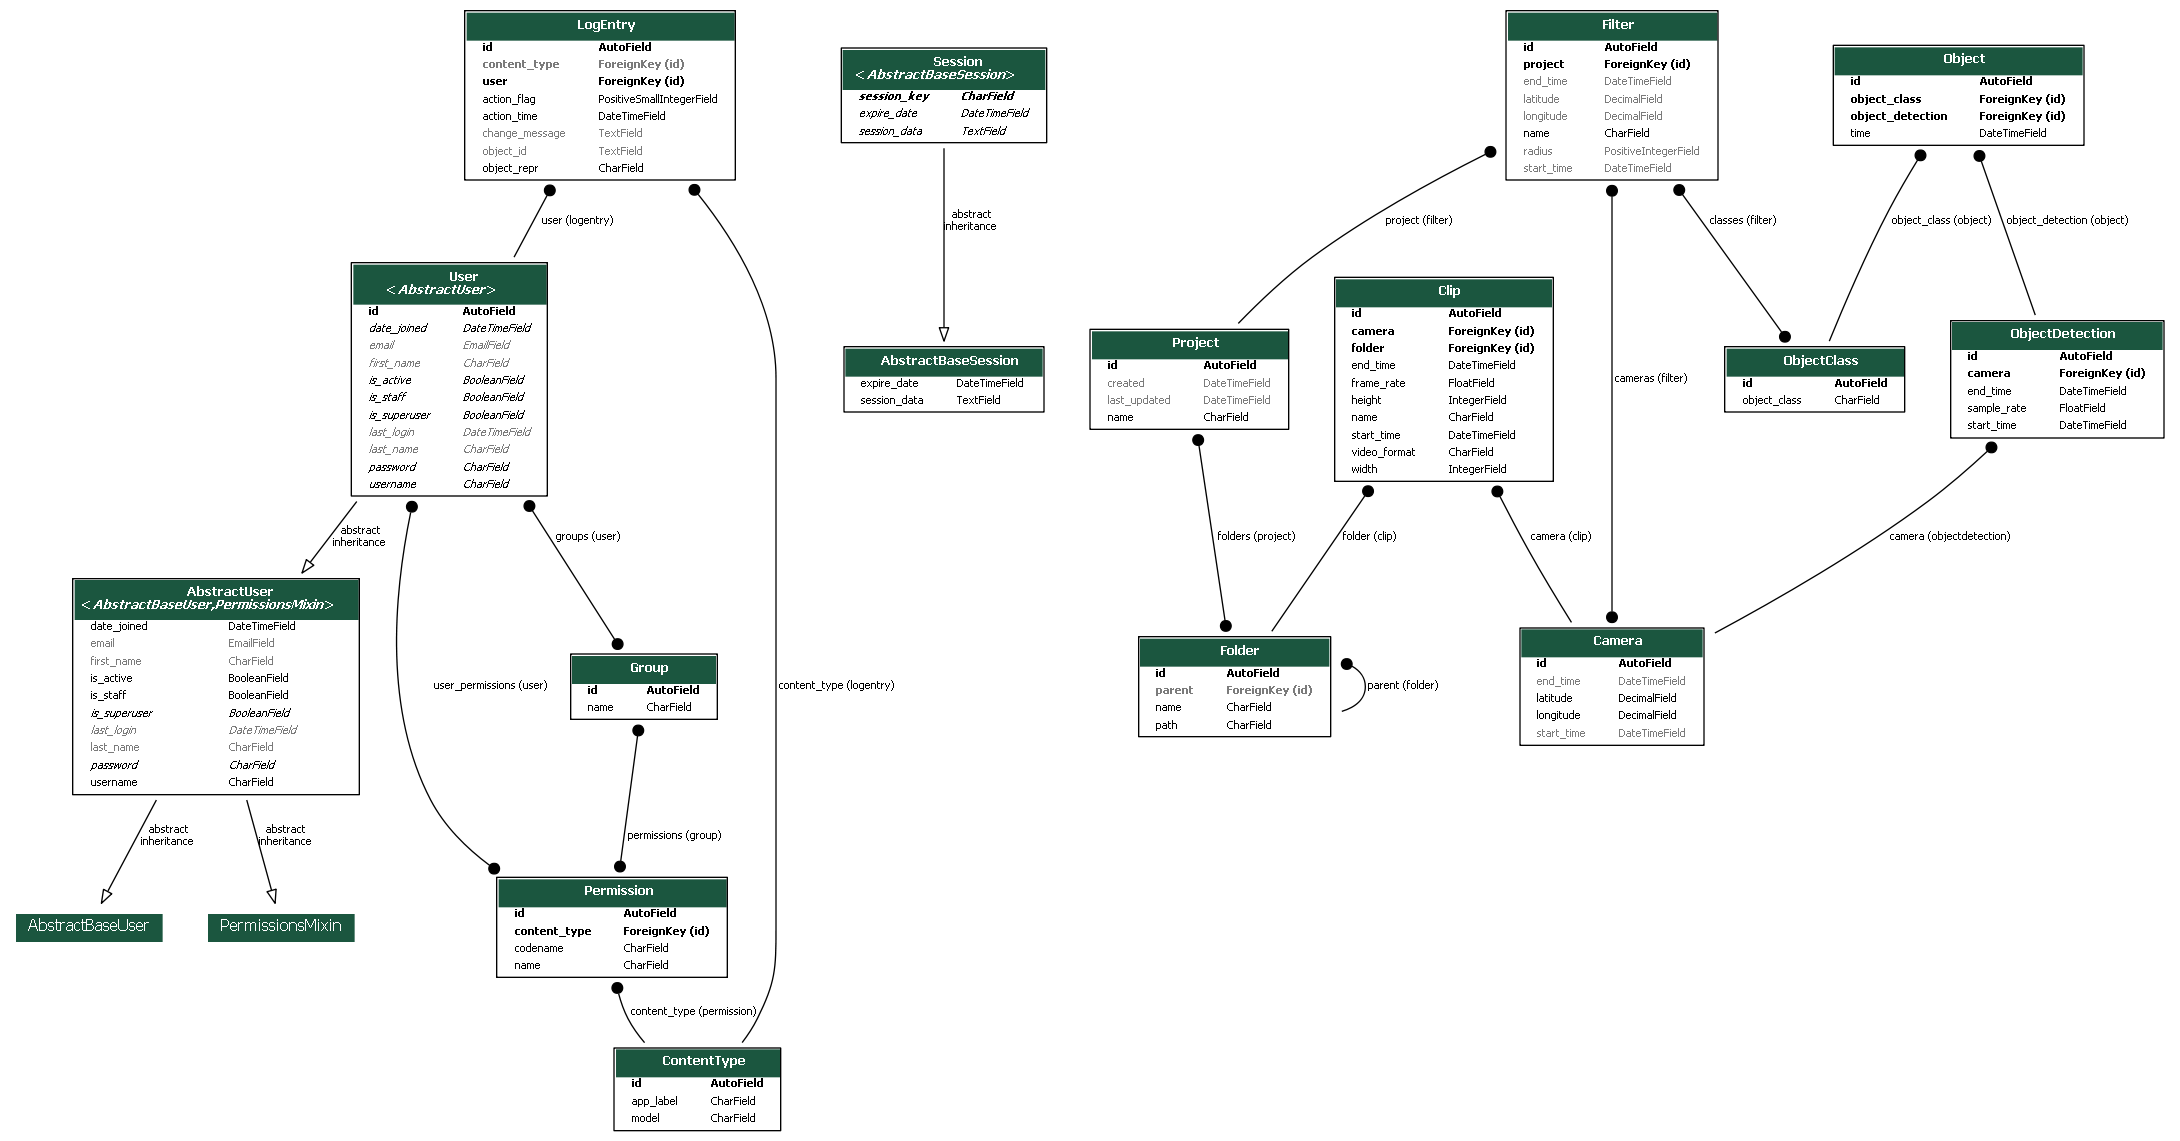 LogEntry
id AutoField
content_type ForeignKey (id)
user ForeignKey (id)
action_flag PositiveSmallIntegerField
action_time DateTimeField
change_message TextField
object_id TextField
object_repr CharField
Session
<AbstractBaseSession>
session_key CharField
expire_date DateTimeField
session_data TextField
Filter
id AutoField
project ForeignKey (id)
end_time DateTimeField
latitude DecimalField
longitude DecimalField
name CharField
radius PositiveIntegerField
start_time DateTimeField
Object
id AutoField
object_class ForeignKey (id)
object_detection ForeignKey (id)
time DateTimeField
user (logentry)
abstract
inheritance
project (filter)
classes (filter)
object_class (object)
object_detection (object)
User
<AbstractUser>
id AutoField
date_joined DateTimeField
email EmailField
first_name CharField
is_active BooleanField
is_staff BooleanField
is_superuser BooleanField
last_login DateTimeField
last_name CharField
password CharField
username CharField
AbstractBaseSession
expire_date DateTimeField
session_data TextField
Project
id AutoField
created DateTimeField
last_updated DateTimeField
name CharField
Clip
id AutoField
camera ForeignKey (id)
folder ForeignKey (id)
end_time DateTimeField
frame_rate FloatField
height IntegerField
name CharField
start_time DateTimeField
video_format CharField
width IntegerField
cameras (filter)
ObjectClass
id AutoField
object_class CharField
ObjectDetection
id AutoField
camera ForeignKey (id)
end_time DateTimeField
sample_rate FloatField
start_time DateTimeField
abstract
inheritance
groups (user)
folders (project)
folder (clip)
camera (clip)
camera (objectdetection)
AbstractUser
<AbstractBaseUser,PermissionsMixin>
date_joined DateTimeField
email EmailField
first_name CharField
is_active BooleanField
is_staff BooleanField
is_superuser BooleanField
last_login DateTimeField
last_name CharField
password CharField
username CharField
user_permissions (user)
Group
id AutoField
name CharField
content_type (logentry)
Folder
id AutoField
parent ForeignKey (id)
name CharField
path CharField
parent (folder)
Camera
id AutoField
end_time DateTimeField
latitude DecimalField
longitude DecimalField
start_time DateTimeField
abstract
inheritance
abstract
inheritance
permissions (group)
AbstractBaseUser
PermissionsMixin
Permission
id AutoField
content_type ForeignKey (id)
codename CharField
name CharField
content_type (permission)
ContentType
id AutoField
app_label CharField
model CharField